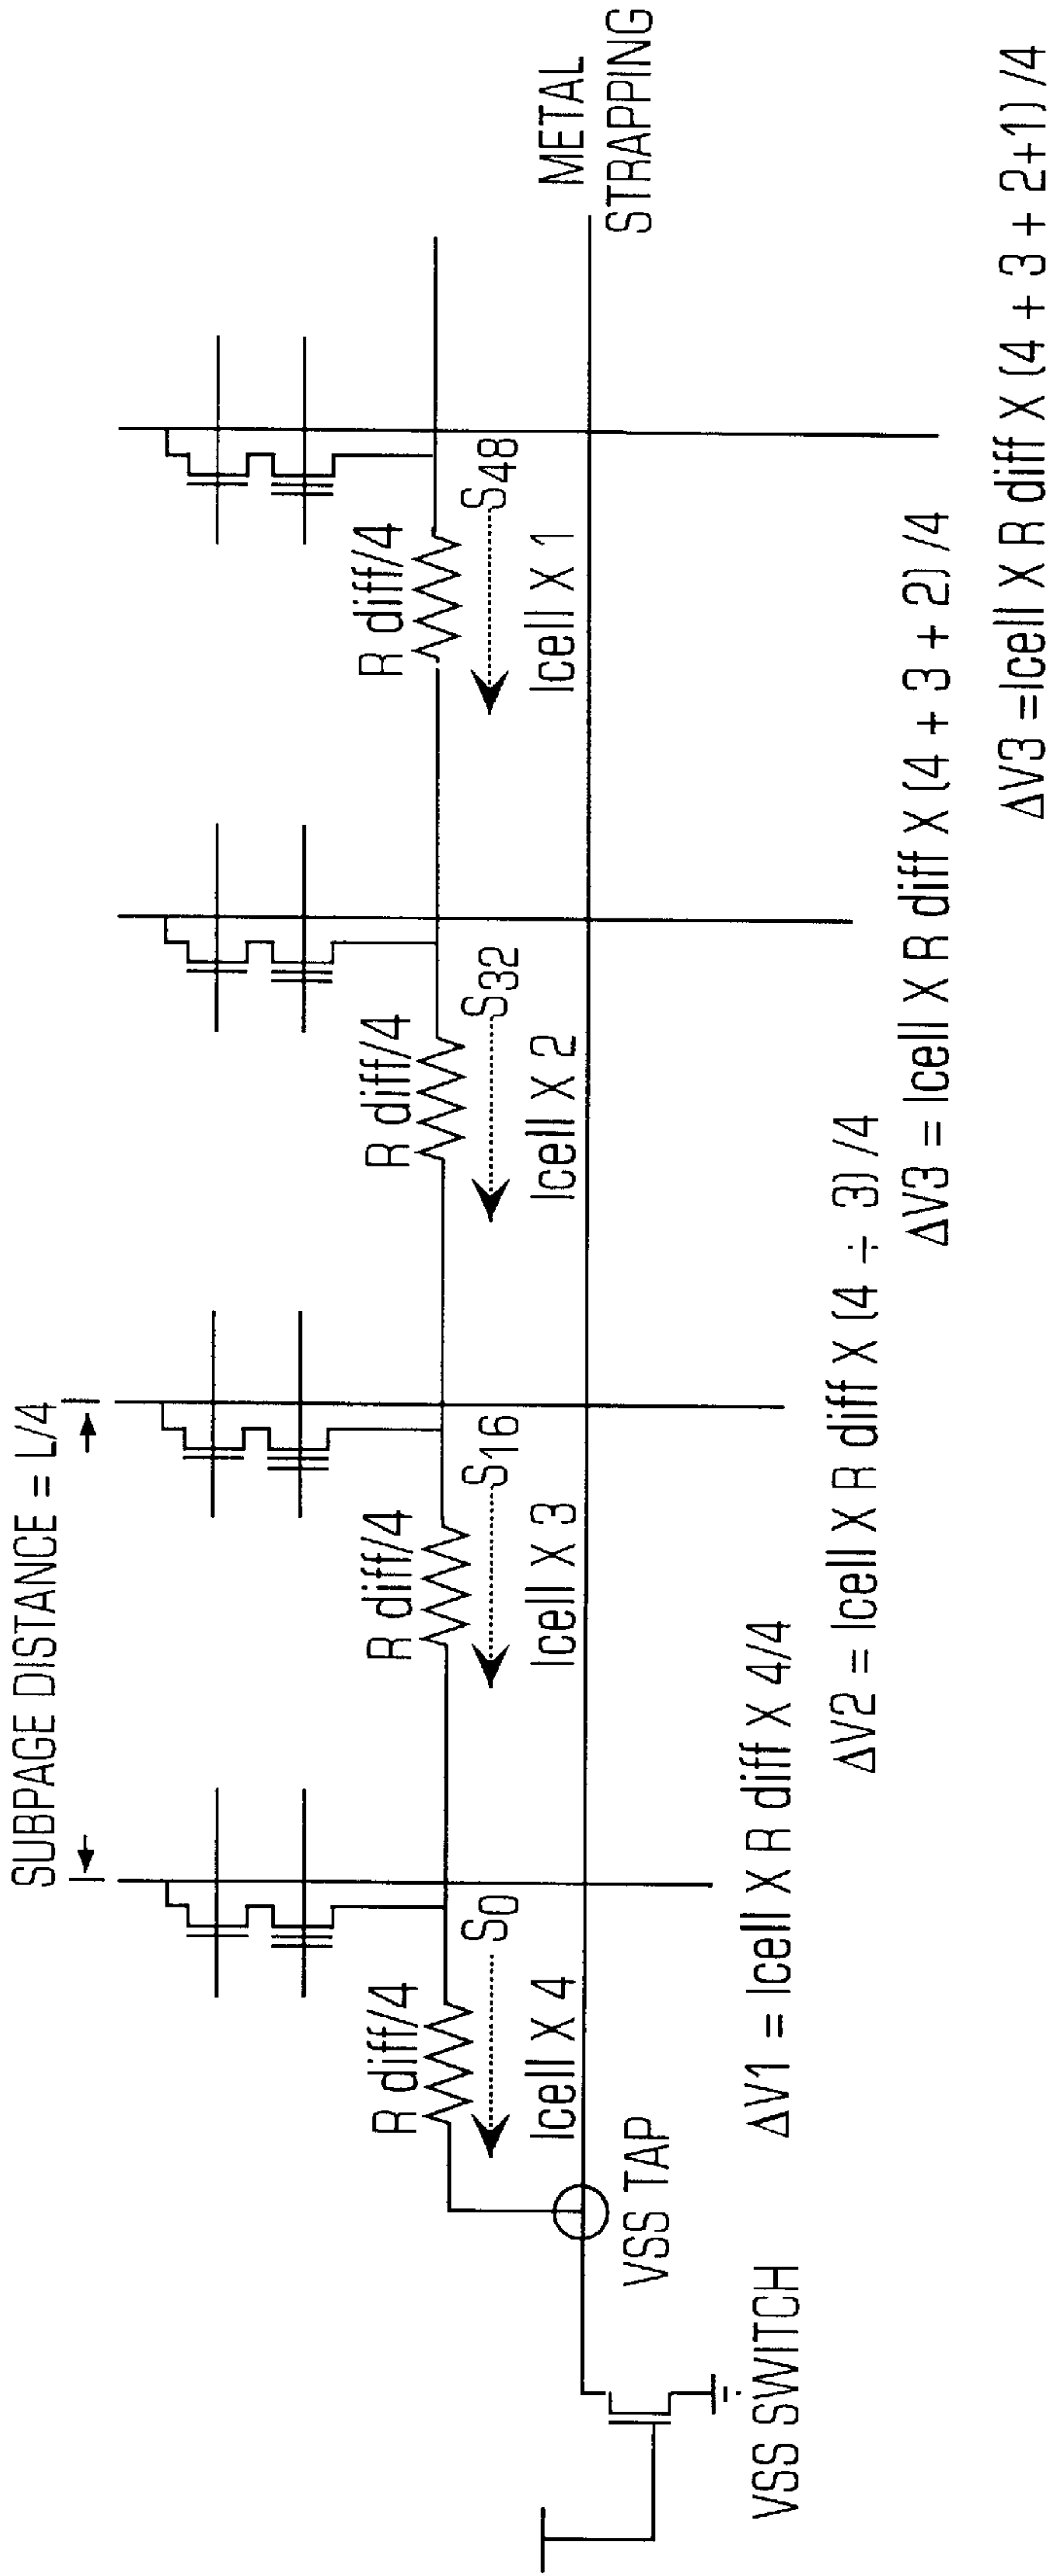 SUBPAGE DISTANCE = L/4
R diff/4
R diff/4
R diff/4
R diff/4
S0
S16
S32
S48
Icell X 4
Icell X 3
Icell X 2
Icell X 1
METAL
STRAPPING
VSS TAP
VSS SWITCH
ΔV1 = Icell X R diff X 4/4
ΔV2 = Icell X R diff X (4 ÷ 3) /4
ΔV3 = Icell X R diff X (4 + 3 + 2) /4
ΔV3 =Icell X R diff X (4 + 3 + 2+1) /4